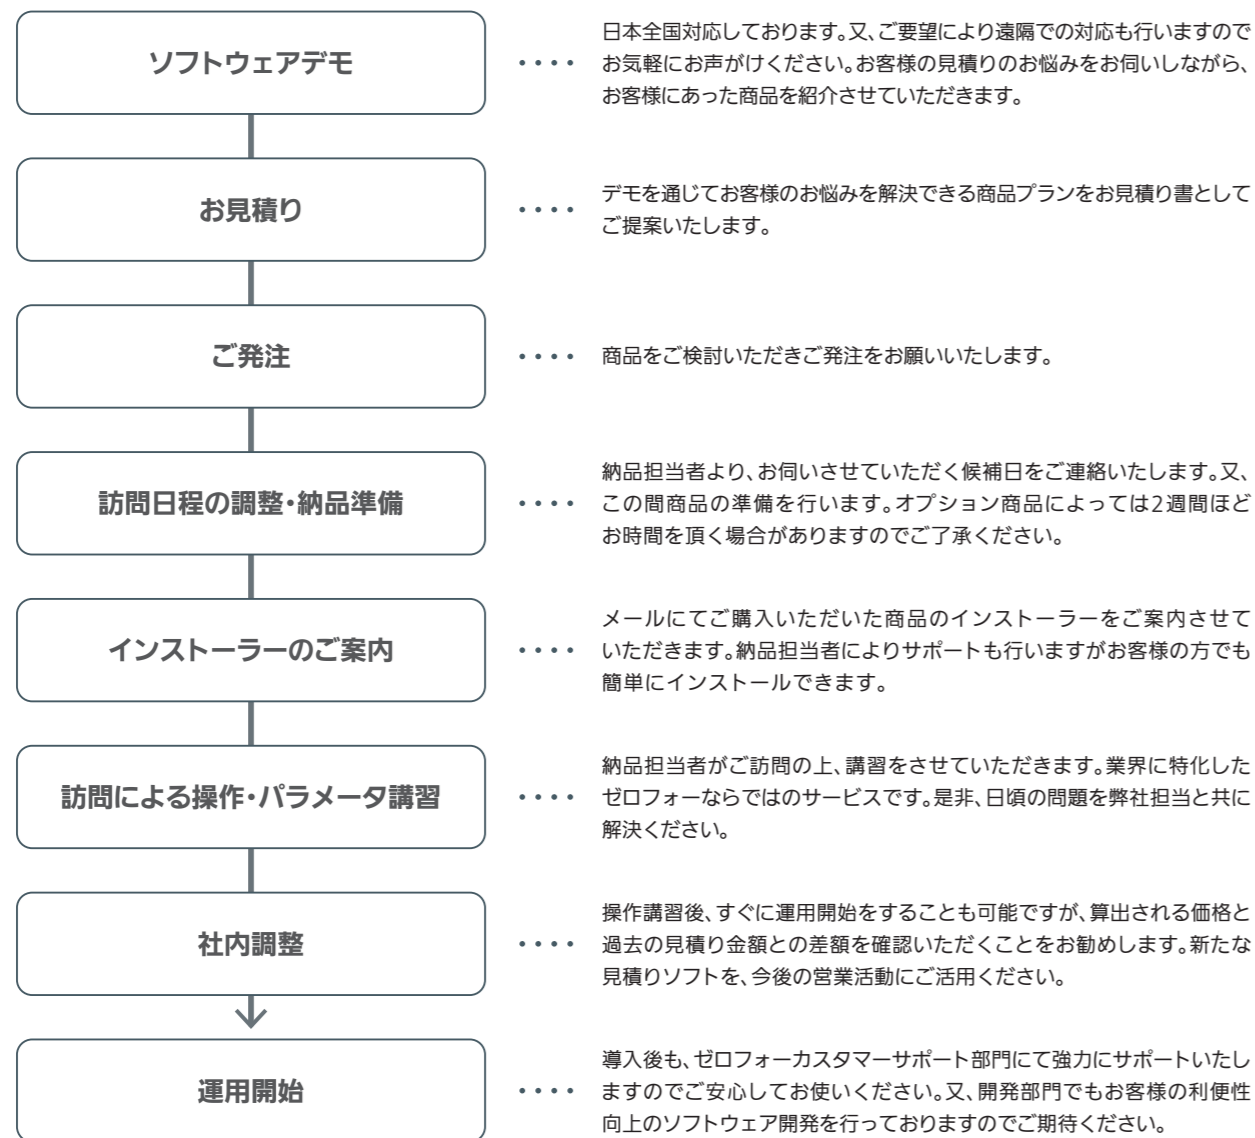 ソフトウェアデモ
・・・・
日本全国対応しております。又、ご要望により遠隔での対応も行いますので
お気軽にお声がけください。お客様の見積りのお悩みをお伺いしながら、
お客様にあった商品を紹介させていただきます。
お見積り
・・・・
デモを通じてお客様のお悩みを解決できる商品プランをお見積り書として
ご提案いたします。
ご発注
・・・・
商品をご検討いただきご発注をお願いいたします。
訪問日程の調整・納品準備
・・・・
納品担当者より、お伺いさせていただく候補日をご連絡いたします。又、
この間商品の準備を行います。オプション商品によっては2週間ほど
お時間を頂く場合がありますのでご了承ください。
インストーラーのご案内
・・・・
メールにてご購入いただいた商品のインストーラーをご案内させて
いただきます。納品担当者によりサポートも行いますがお客様の方でも
簡単にインストールできます。
訪問による操作・パラメータ講習
・・・・
納品担当者がご訪問の上、講習をさせていただきます。業界に特化した
ゼロフォーならではのサービスです。是非、日頃の問題を弊社担当と共に
解決ください。
社内調整
・・・・
操作講習後、すぐに運用開始をすることも可能ですが、算出される価格と
過去の見積り金額との差額を確認いただくことをお勧めします。新たな
見積りソフトを、今後の営業活動にご活用ください。
運用開始
・・・・
導入後も、ゼロフォーカスタマーサポート部門にて強力にサポートいたし
ますのでご安心してお使いください。又、開発部門でもお客様の利便性
向上のソフトウェア開発を行っておりますのでご期待ください。